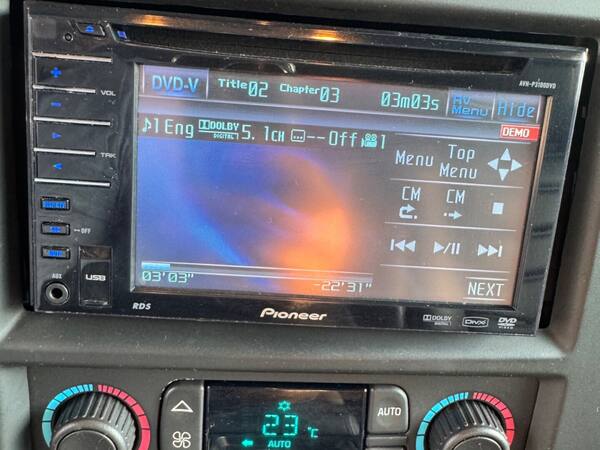 AVH-P3100DVD
DVD-V Title02 Chapter03 03m03s AV Menu Hide
DEMO
♪1 Eng DOLBY DIGITAL 5.1CH --Off 1
VOL
TRK
OFF
AUX
USB
Menu Top Menu
CM CM
03'03" -22'31" NEXT
RDS Pioneer DOLBY DIGITAL DivX DVD VIDEO
AUTO
23 °C
AUTO